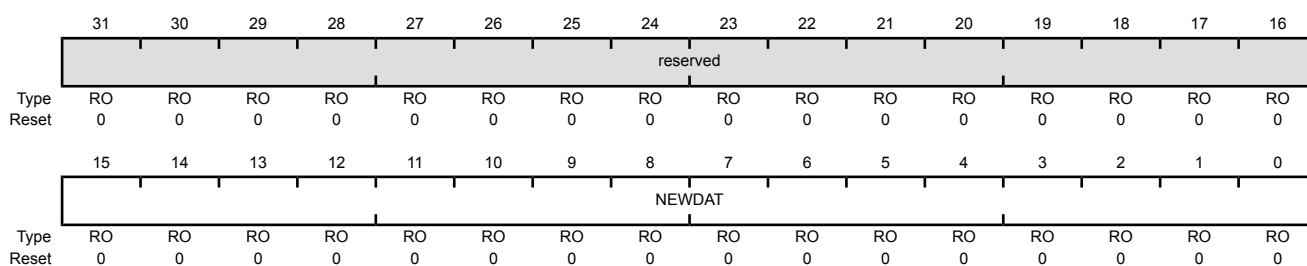 31 30 29 28 27 26 25 24 23 22 21 20 19 18 17 16
reserved
Type RO RO RO RO RO RO RO RO RO RO RO RO RO RO RO RO
Reset 0 0 0 0 0 0 0 0 0 0 0 0 0 0 0 0
15 14 13 12 11 10 9 8 7 6 5 4 3 2 1 0
NEWDAT
Type RO RO RO RO RO RO RO RO RO RO RO RO RO RO RO RO
Reset 0 0 0 0 0 0 0 0 0 0 0 0 0 0 0 0